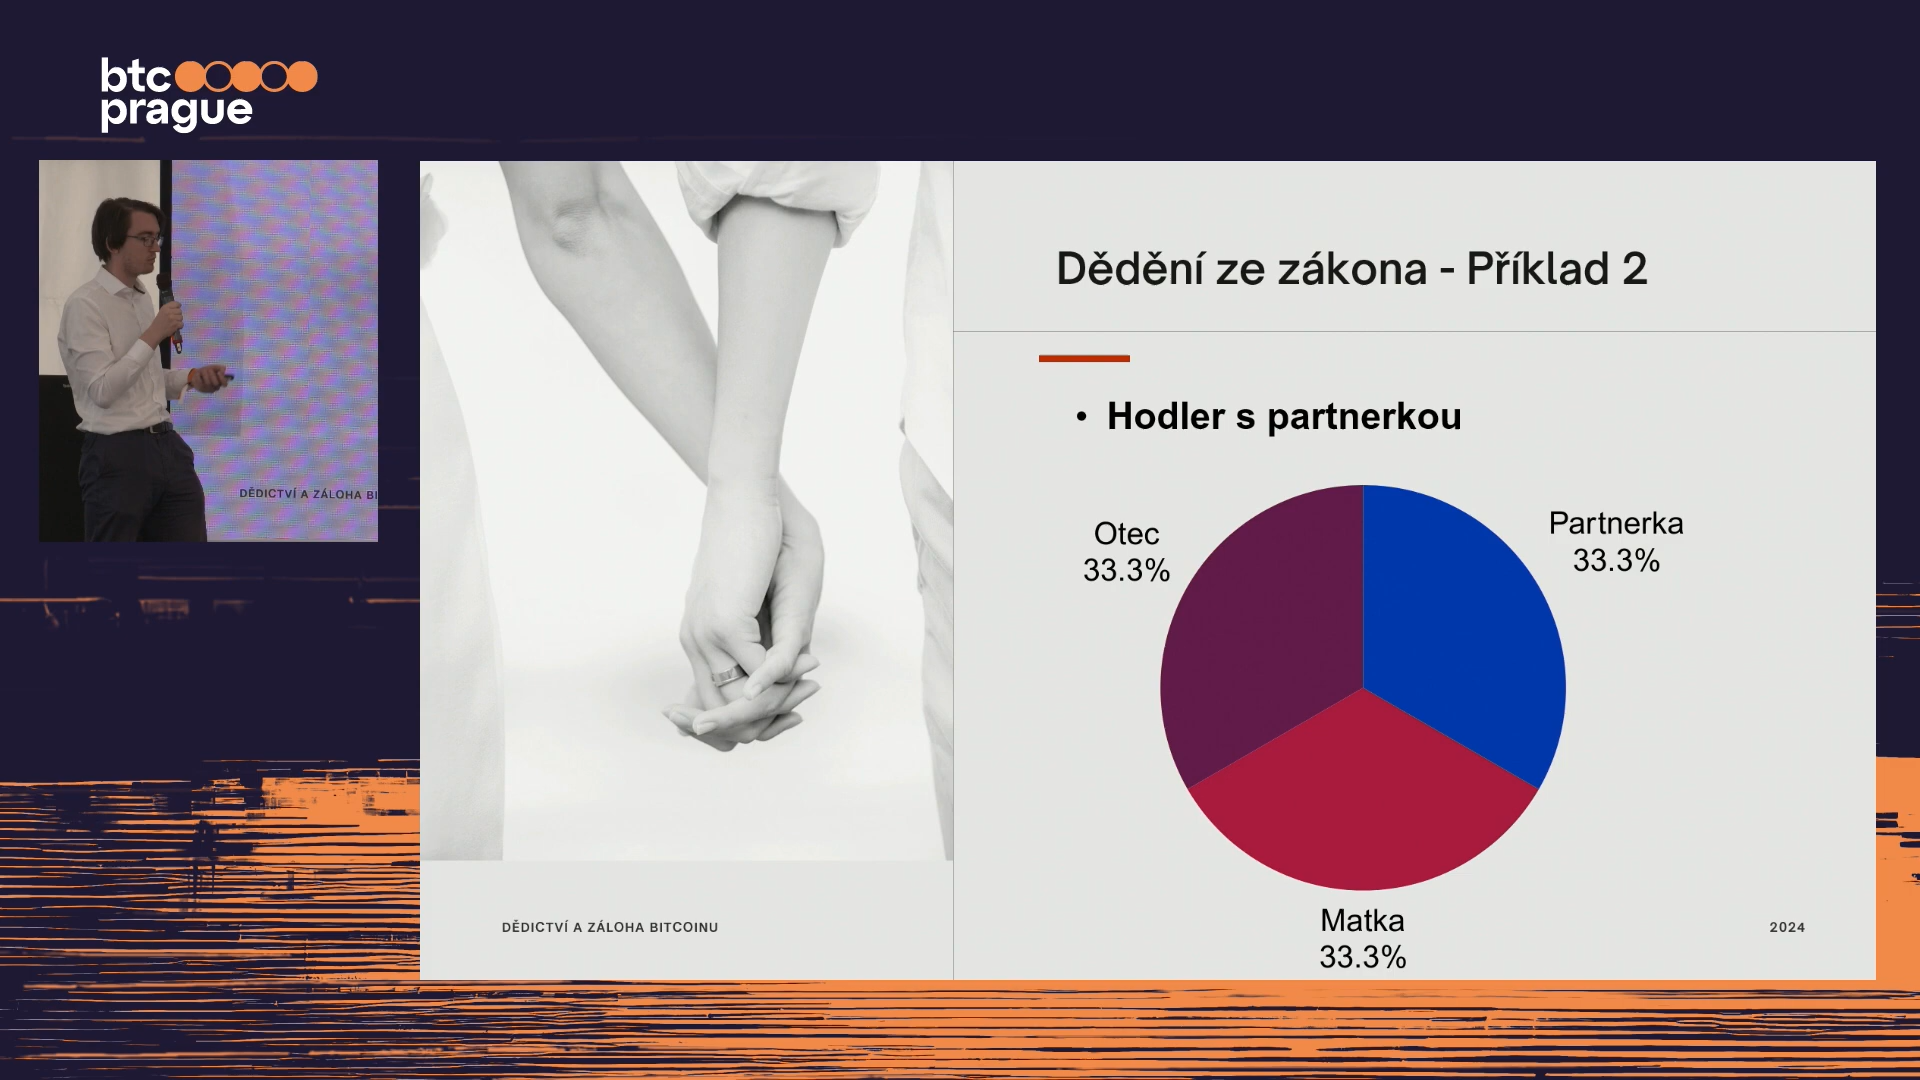 btc
prague
DĚDICTVÍ A ZÁLOHA BI
Dědění ze zákona - Příklad 2
• Hodler s partnerkou
Otec
33.3%
Partnerka
33.3%
Matka
33.3%
DĚDICTVÍ A ZÁLOHA BITCOINU
2024